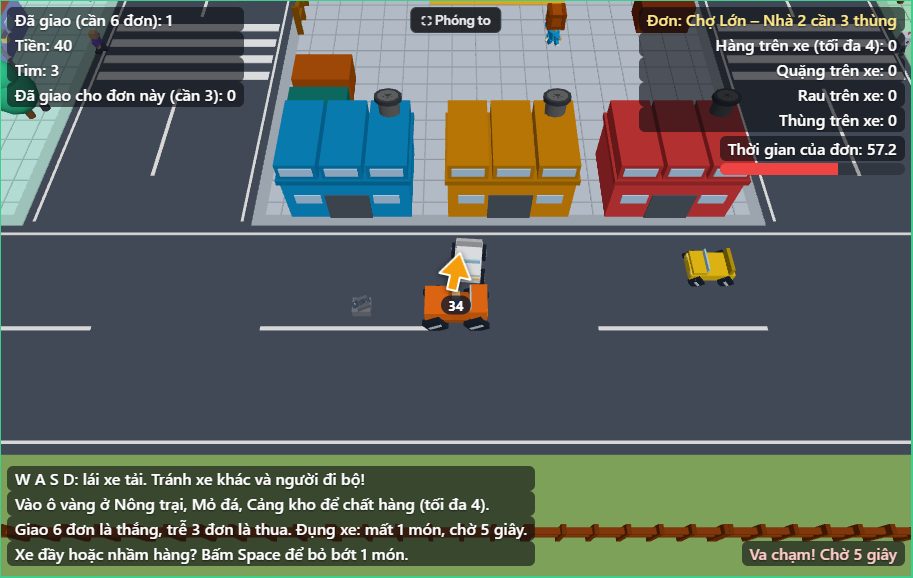 Đã giao (cần 6 đơn): 1
Tiền: 40
Tim: 3
Đã giao cho đơn này (cần 3): 0
Phóng to
Đơn: Chợ Lớn – Nhà 2 cần 3 thùng
Hàng trên xe (tối đa 4): 0
Quặng trên xe: 0
Rau trên xe: 0
Thùng trên xe: 0
Thời gian của đơn: 57.2
34
W A S D: lái xe tải. Tránh xe khác và người đi bộ!
Vào ô vàng ở Nông trại, Mỏ đá, Cảng kho để chất hàng (tối đa 4).
Giao 6 đơn là thắng, trễ 3 đơn là thua. Đụng xe: mất 1 món, chờ 5 giây.
Xe đầy hoặc nhầm hàng? Bấm Space để bỏ bớt 1 món.
Va chạm! Chờ 5 giây